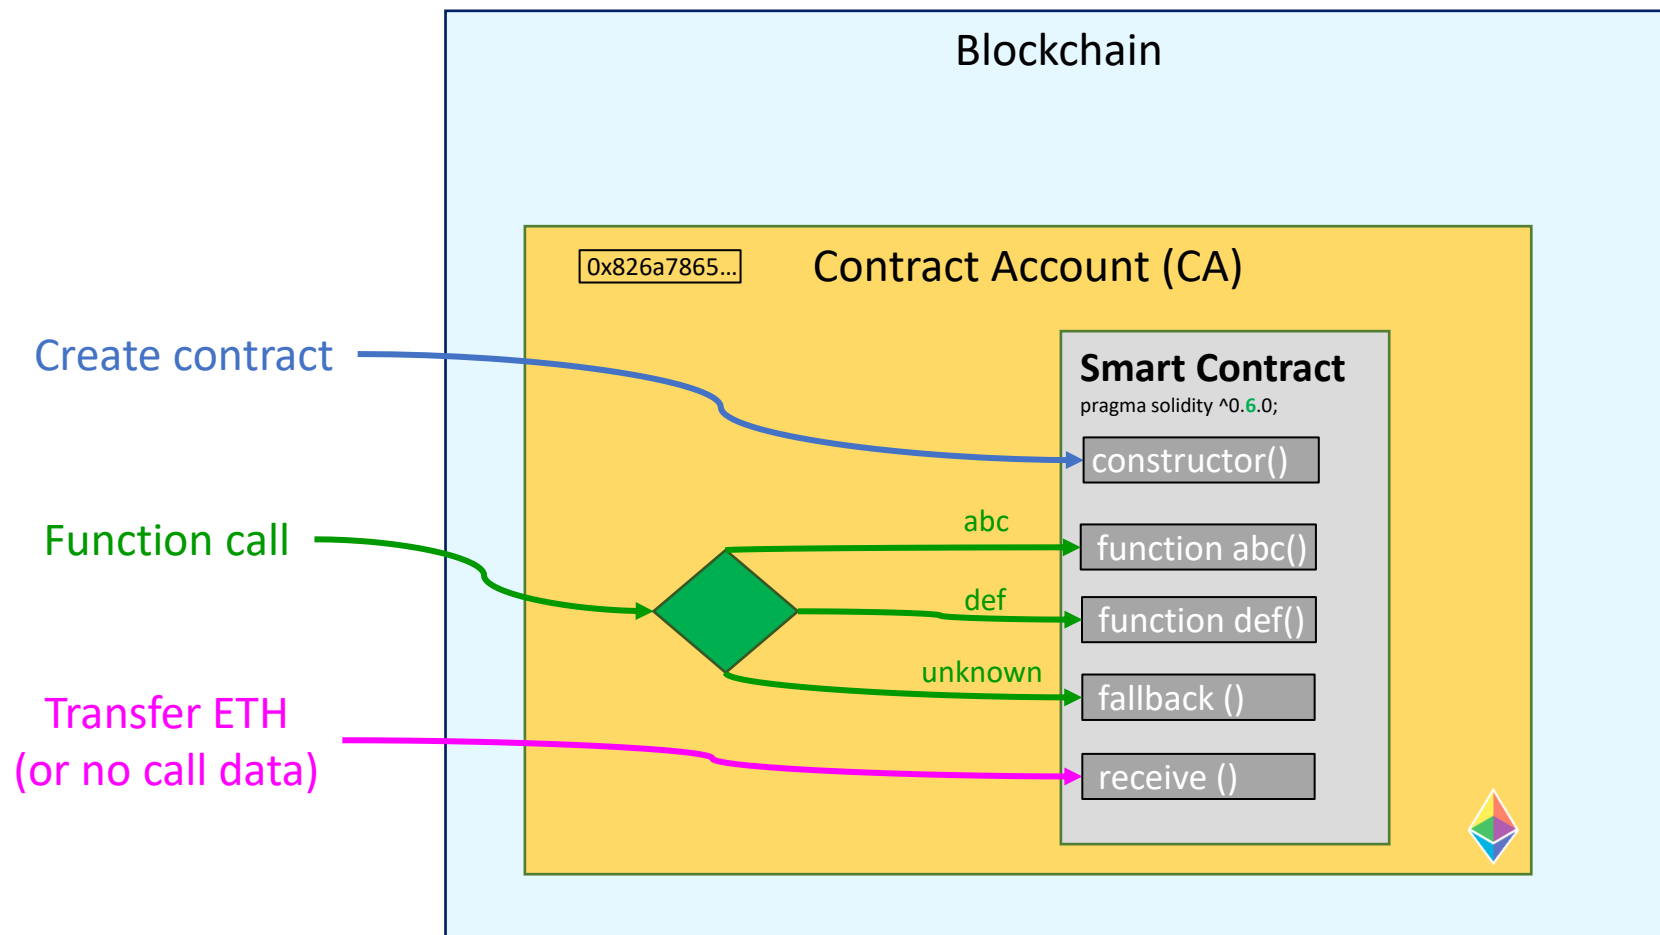 Blockchain
0x826a7865...
Contract Account (CA)
Create contract
Smart Contract
pragma solidity ^0.6.0;
constructor()
Function call
abc
function abc()
def
function def()
unknown
fallback ()
Transfer ETH
(or no call data)
receive ()